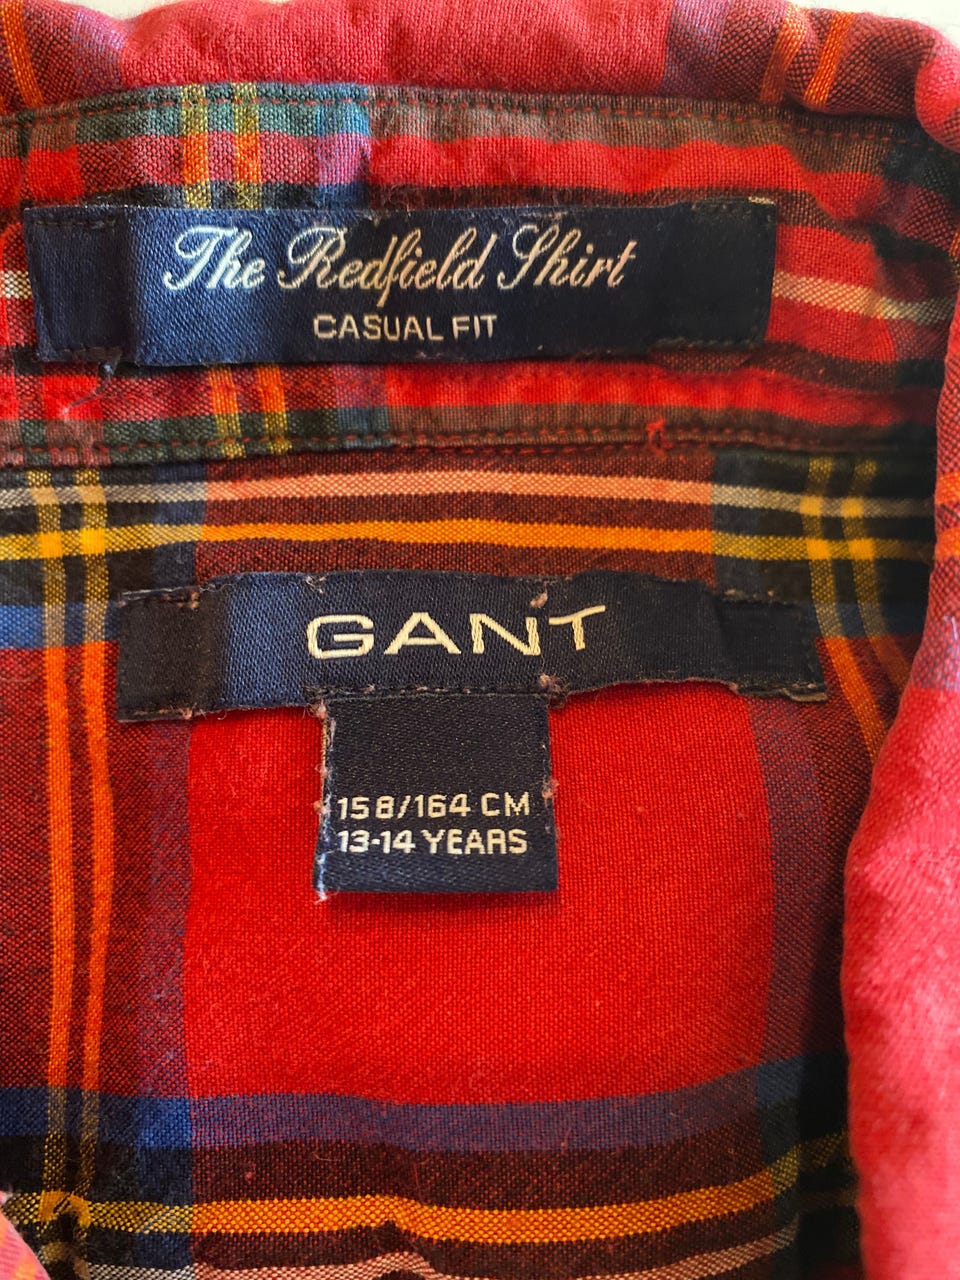 The Redfield Shirt
CASUAL FIT
GANT
158/164 CM
13-14 YEARS